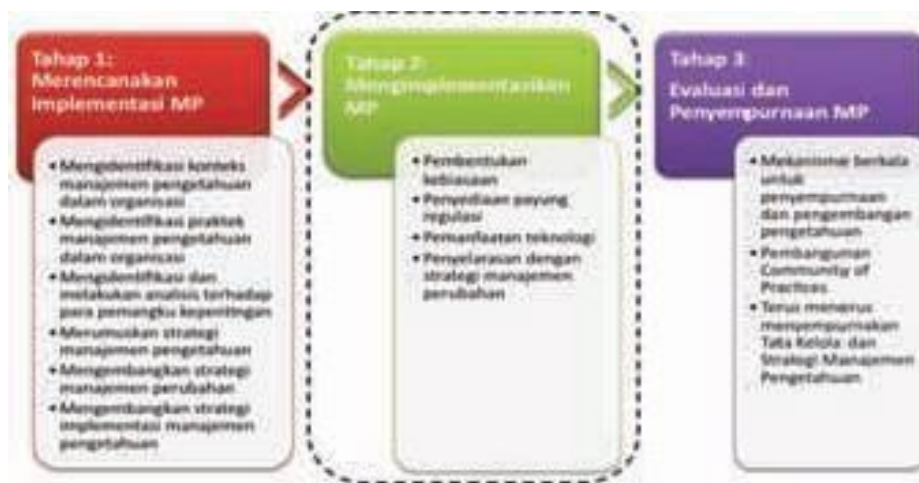 Tahap 1:
Merencanakan
Implementasi MP
• Mengidentifikasi konteks
manajemen pengetahuan
dalam organisasi
• Mengidentifikasi praktek
manajemen pengetahuan
dalam organisasi
• Mengidentifikasi dan
melakukan analisis terhadap
para pemangku kepentingan
• Merumuskan strategi
manajemen pengetahuan
• Mengembangkan strategi
manajemen perubahan
• Mengembangkan strategi
implementasi manajemen
pengetahuan
Tahap 2:
Mengimplementasikan
MP
• Pembentukan
kebiasaan
• Penyediaan payung
regulasi
• Pemanfaatan teknologi
• Penyelarasan dengan
strategi manajemen
perubahan
Tahap 3:
Evaluasi dan
Penyempurnaan MP
• Mekanisme berkala
untuk
penyempurnaan
dan pengembangan
pengetahuan
• Pembangunan
Community of
Practices
• Terus menerus
menyempurnakan
Tata Kelola dan
Strategi Manajemen
Pengetahuan